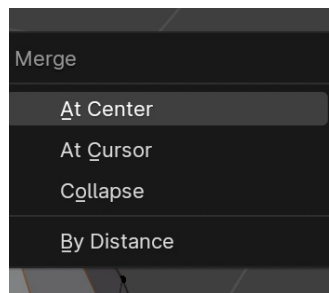 Merge
At Center
At Cursor
Collapse
By Distance